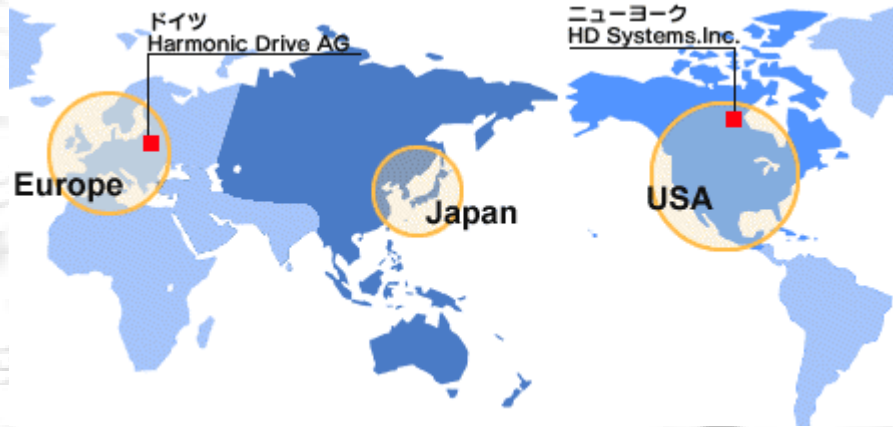 ドイツ
Harmonic Drive AG
ニューヨーク
HD Systems.Inc.
Europe
Japan
USA